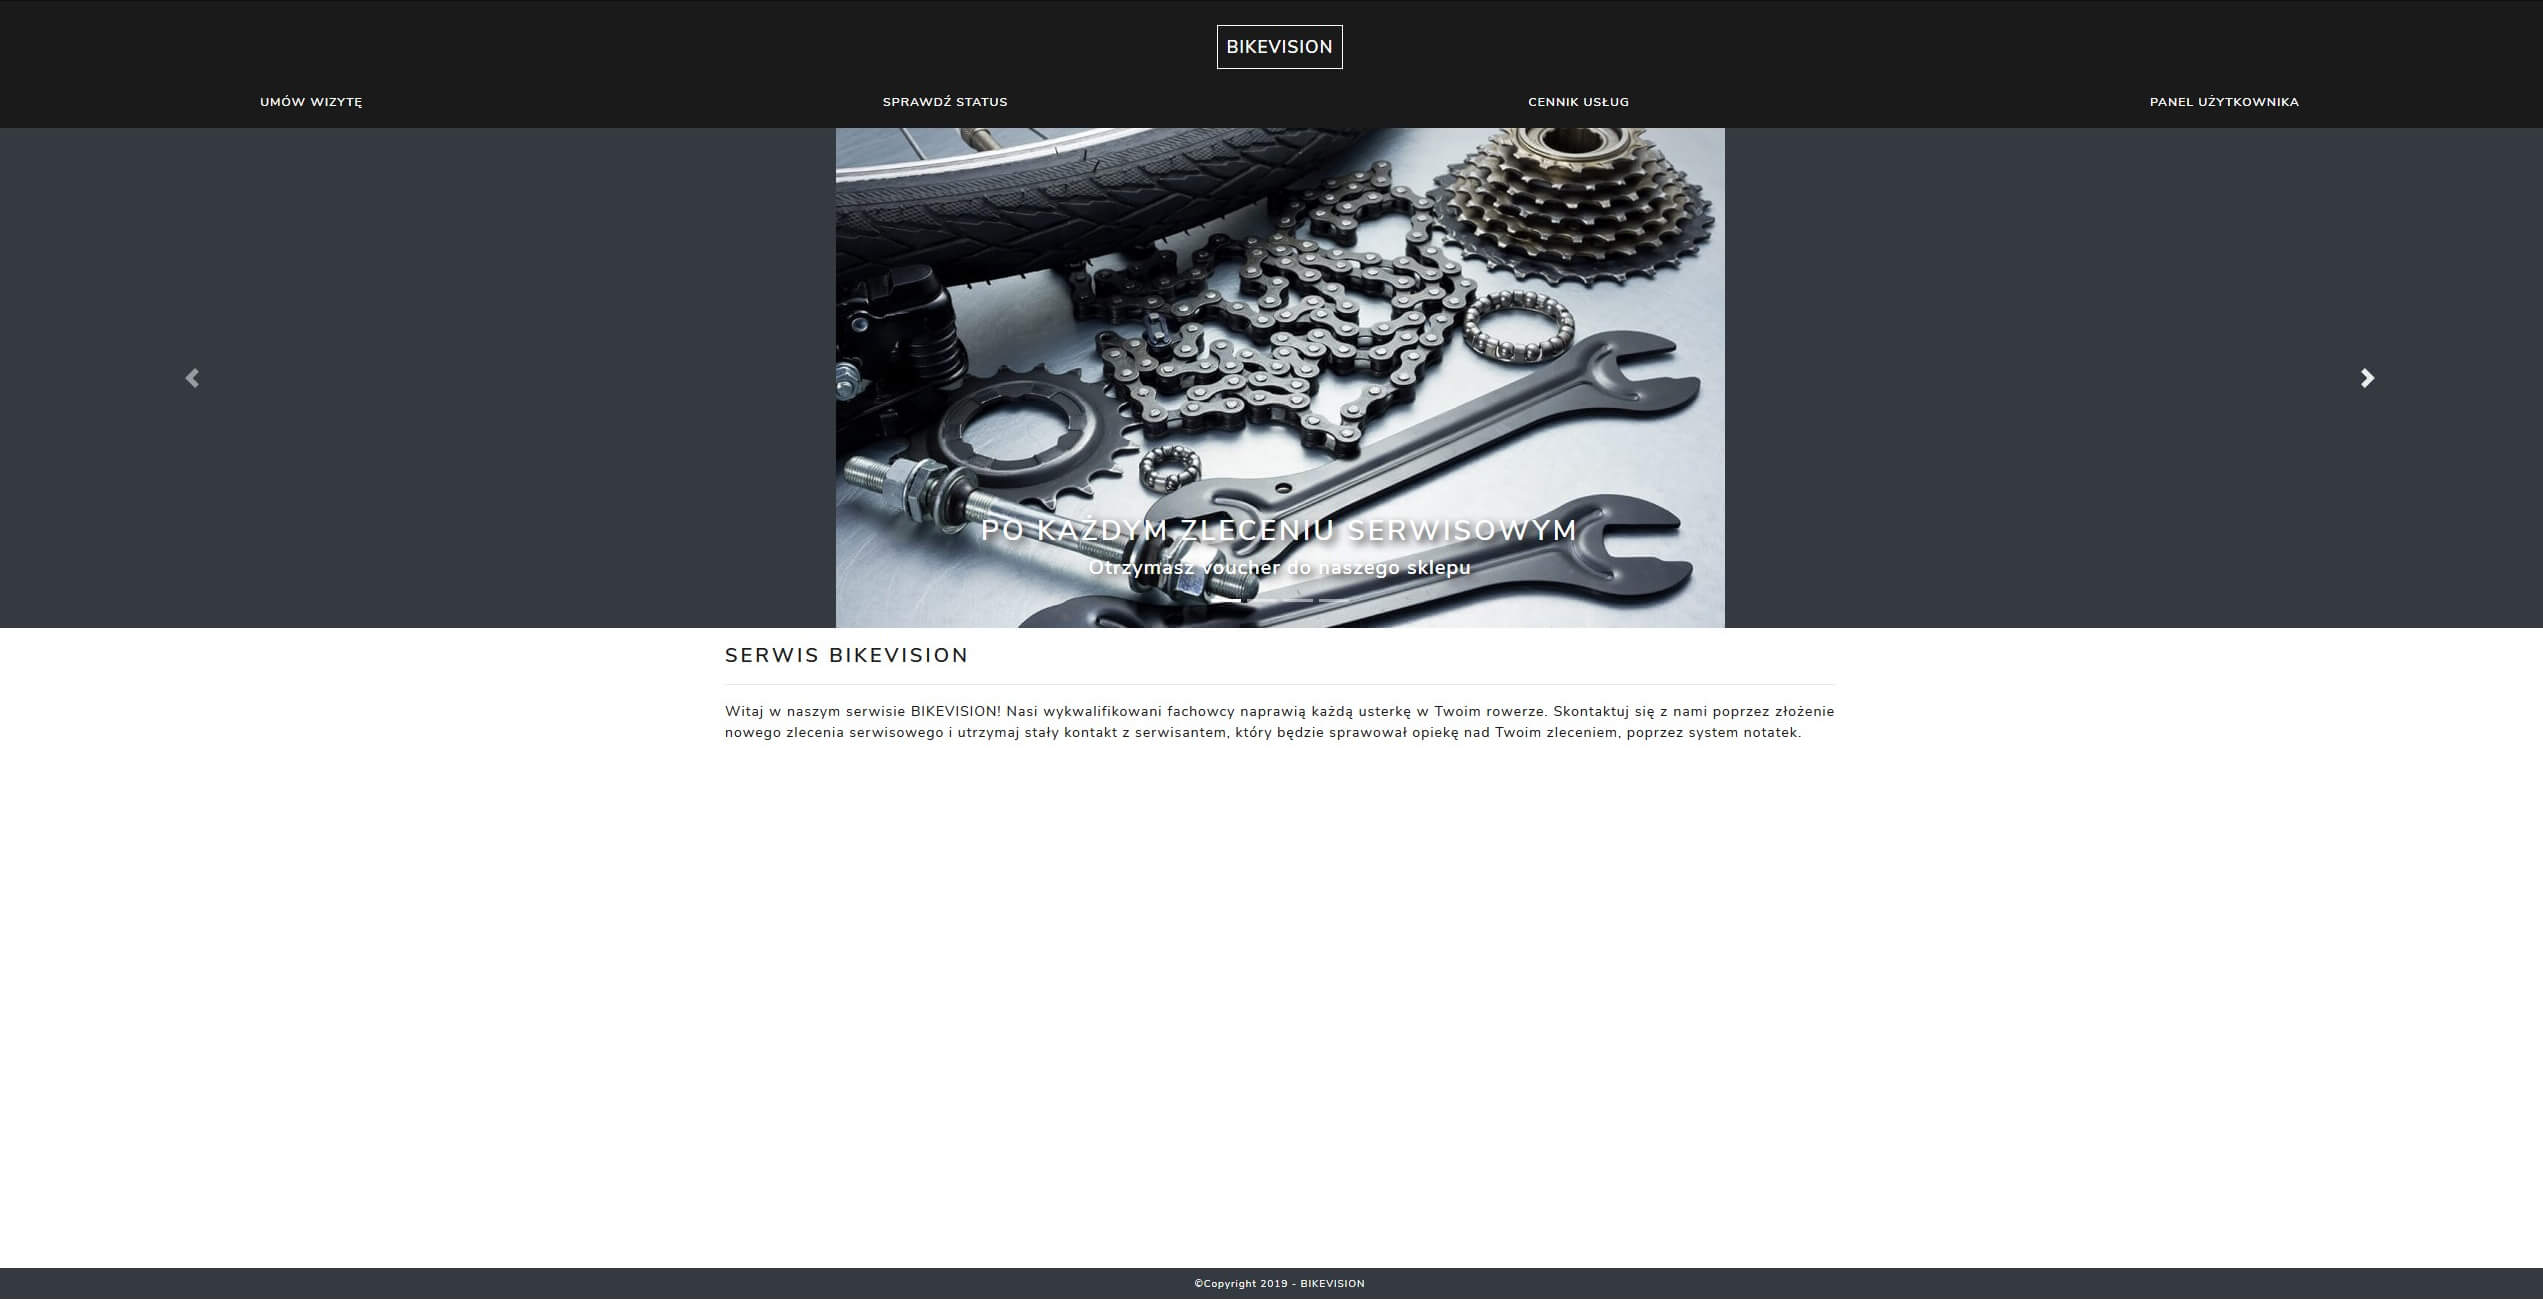 BIKEVISION
UMÓW WIZYTĘ
SPRAWDŹ STATUS
CENNIK USŁUG
PANEL UŻYTKOWNIKA
PO KAŻDYM ZLECENIU SERWISOWYM
Otrzymasz voucher do naszego sklepu
SERWIS BIKEVISION
Witaj w naszym serwisie BIKEVISION! Nasi wykwalifikowani fachowcy naprawią każdą usterkę w Twoim rowerze. Skontaktuj się z nami poprzez złożenie
nowego zlecenia serwisowego i utrzymaj stały kontakt z serwisantem, który będzie sprawował opiekę nad Twoim zleceniem, poprzez system notatek.
©Copyright 2019 - BIKEVISION